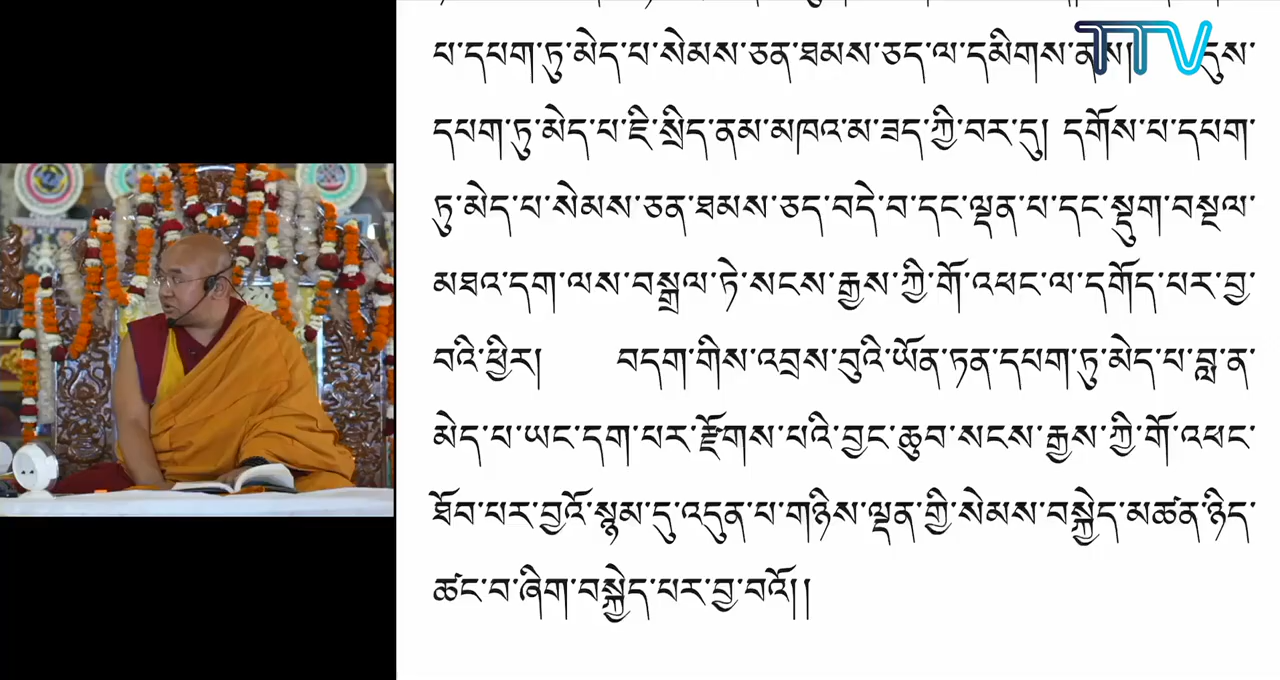 པ་དཔག་ཏུ་མེད་པ་སེམས་ཅན་ཐམས་ཅད་ལ་དམིགས་ནས། དུས་
དཔག་ཏུ་མེད་པ་ཇི་སྲིད་ནམ་མཁའ་མ་ཟད་ཀྱི་བར་དུ། དགོས་པ་དཔག་
ཏུ་མེད་པ་སེམས་ཅན་ཐམས་ཅད་བདེ་བ་དང་ལྡན་པ་དང་སྡུག་བསྔལ་
མཐའ་དག་ལས་བསྒྲལ་ཏེ་སངས་རྒྱས་ཀྱི་གོ་འཕང་ལ་དགོད་པར་བྱ་
བའི་ཕྱིར། བདག་གིས་འབྲས་བུའི་ཡོན་ཏན་དཔག་ཏུ་མེད་པ་བླ་ན་
མེད་པ་ཡང་དག་པར་རྫོགས་པའི་བྱང་ཆུབ་སངས་རྒྱས་ཀྱི་གོ་འཕང་
ཐོབ་པར་བྱའོ་སྙམ་དུ་འདུན་པ་གཉིས་ལྡན་གྱི་སེམས་བསྐྱེད་མཚན་ཉིད་
ཚང་བ་ཞིག་བསྐྱེད་པར་བྱ་བའོ།།
TTV